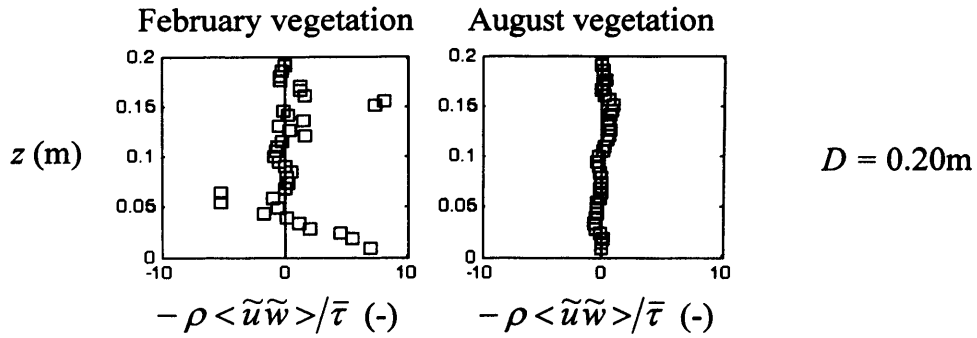 February vegetation August vegetation
0.2 0.2
0.15 0.15
z (m) 0.1 0.1 D = 0.20m
0.05 0.05
0 0
-10 0 10 -10 0 10
− ρ < ũw̃ >/τ̄ (-) − ρ < ũw̃ >/τ̄ (-)